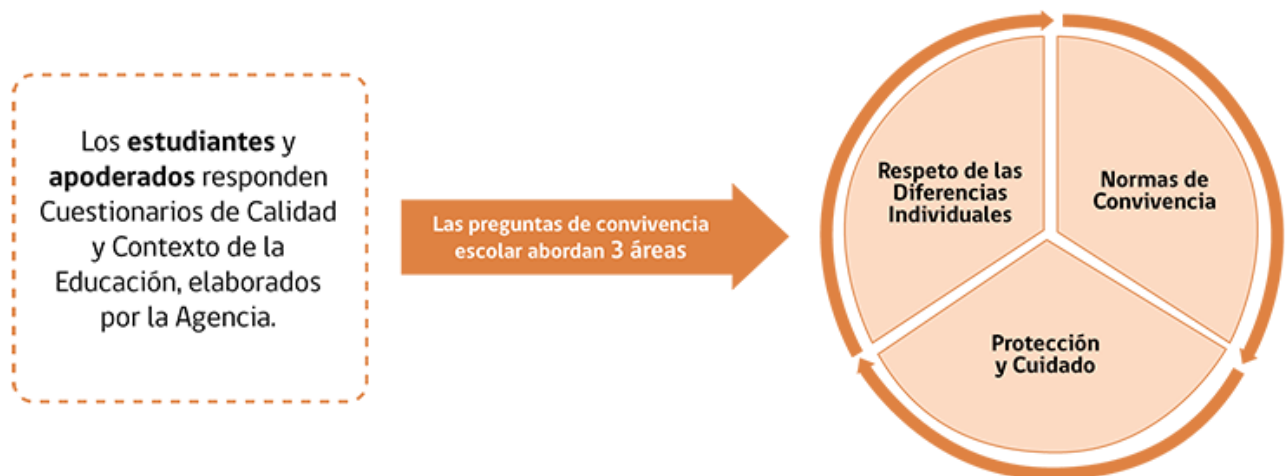 Los estudiantes y
apoderados responden
Cuestionarios de Calidad
y Contexto de la
Educación, elaborados
por la Agencia.
Las preguntas de convivencia
escolar abordan 3 áreas
Respeto de las
Diferencias
Individuales
Normas de
Convivencia
Protección
y Cuidado